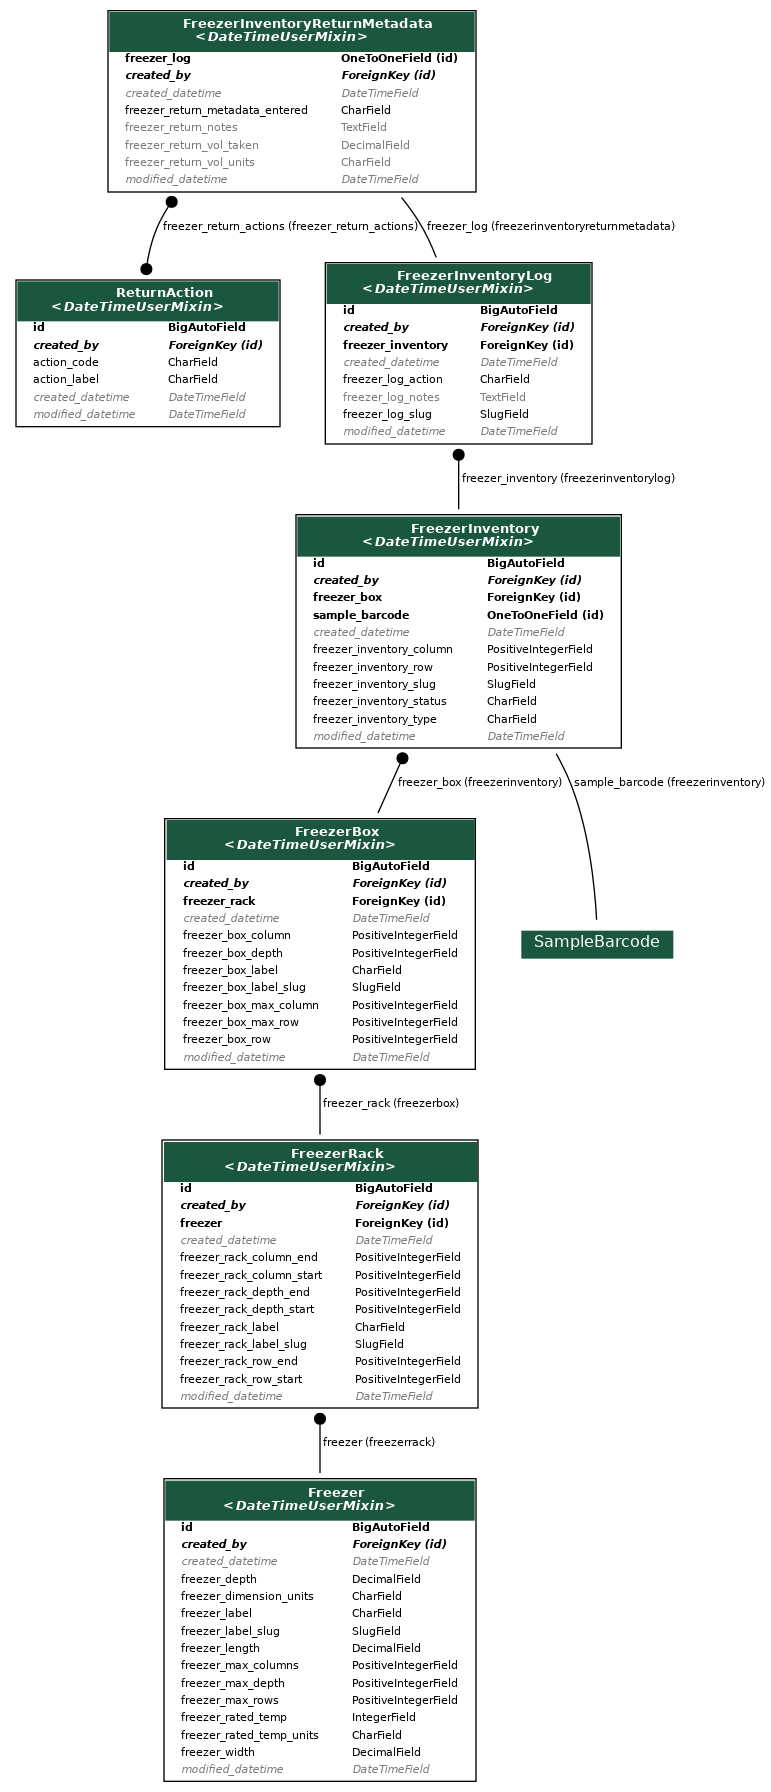 FreezerInventoryReturnMetadata
<DateTimeUserMixin>
freezer_log OneToOneField (id)
created_by ForeignKey (id)
created_datetime DateTimeField
freezer_return_metadata_entered CharField
freezer_return_notes TextField
freezer_return_vol_taken DecimalField
freezer_return_vol_units CharField
modified_datetime DateTimeField
freezer_return_actions (freezer_return_actions)
freezer_log (freezerinventoryreturnmetadata)
ReturnAction
<DateTimeUserMixin>
id BigAutoField
created_by ForeignKey (id)
action_code CharField
action_label CharField
created_datetime DateTimeField
modified_datetime DateTimeField
FreezerInventoryLog
<DateTimeUserMixin>
id BigAutoField
created_by ForeignKey (id)
freezer_inventory ForeignKey (id)
created_datetime DateTimeField
freezer_log_action CharField
freezer_log_notes TextField
freezer_log_slug SlugField
modified_datetime DateTimeField
freezer_inventory (freezerinventorylog)
FreezerInventory
<DateTimeUserMixin>
id BigAutoField
created_by ForeignKey (id)
freezer_box ForeignKey (id)
sample_barcode OneToOneField (id)
created_datetime DateTimeField
freezer_inventory_column PositiveIntegerField
freezer_inventory_row PositiveIntegerField
freezer_inventory_slug SlugField
freezer_inventory_status CharField
freezer_inventory_type CharField
modified_datetime DateTimeField
freezer_box (freezerinventory)
sample_barcode (freezerinventory)
FreezerBox
<DateTimeUserMixin>
id BigAutoField
created_by ForeignKey (id)
freezer_rack ForeignKey (id)
created_datetime DateTimeField
freezer_box_column PositiveIntegerField
freezer_box_depth PositiveIntegerField
freezer_box_label CharField
freezer_box_label_slug SlugField
freezer_box_max_column PositiveIntegerField
freezer_box_max_row PositiveIntegerField
freezer_box_row PositiveIntegerField
modified_datetime DateTimeField
SampleBarcode
freezer_rack (freezerbox)
FreezerRack
<DateTimeUserMixin>
id BigAutoField
created_by ForeignKey (id)
freezer ForeignKey (id)
created_datetime DateTimeField
freezer_rack_column_end PositiveIntegerField
freezer_rack_column_start PositiveIntegerField
freezer_rack_depth_end PositiveIntegerField
freezer_rack_depth_start PositiveIntegerField
freezer_rack_label CharField
freezer_rack_label_slug SlugField
freezer_rack_row_end PositiveIntegerField
freezer_rack_row_start PositiveIntegerField
modified_datetime DateTimeField
freezer (freezerrack)
Freezer
<DateTimeUserMixin>
id BigAutoField
created_by ForeignKey (id)
created_datetime DateTimeField
freezer_depth DecimalField
freezer_dimension_units CharField
freezer_label CharField
freezer_label_slug SlugField
freezer_length DecimalField
freezer_max_columns PositiveIntegerField
freezer_max_depth PositiveIntegerField
freezer_max_rows PositiveIntegerField
freezer_rated_temp IntegerField
freezer_rated_temp_units CharField
freezer_width DecimalField
modified_datetime DateTimeField